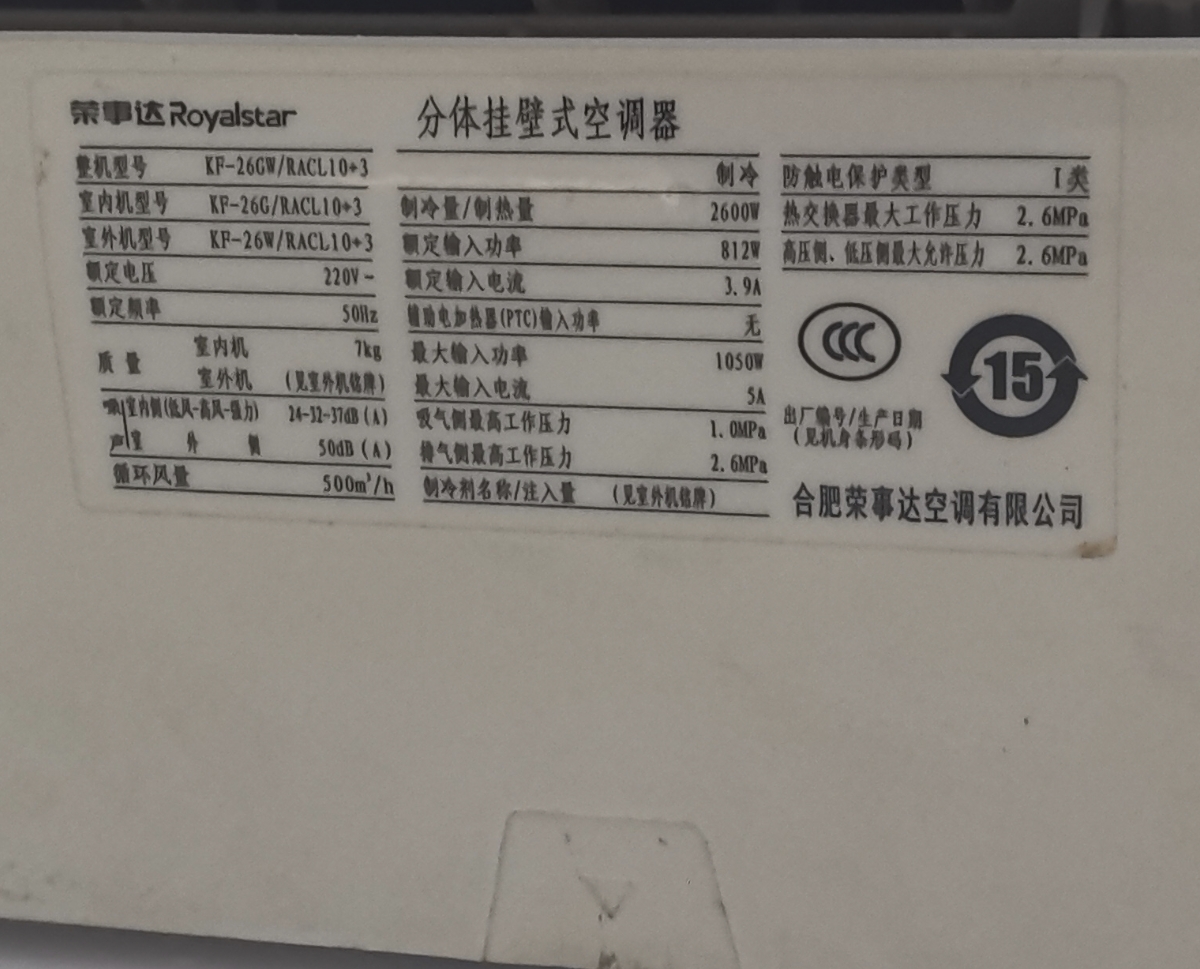 荣事达Royalstar
分体挂壁式空调器
整机型号 KF-26GW/RACL10+3
室内机型号 KF-26G/RACL10+3
室外机型号 KF-26W/RACL10+3
额定电压 220V~
额定频率 50Hz
质量 室内机 7kg
室外机 (见室外机铭牌)
噪 室内侧(低风-高风-强力) 24-32-37dB(A)
声 室外侧 50dB(A)
循环风量 500m³/h
制冷
制冷量/制热量 2600W
额定输入功率 812W
额定输入电流 3.9A
辅助电加热器(PTC)输入功率 无
最大输入功率 1050W
最大输入电流 5A
吸气侧最高工作压力 1.0MPa
排气侧最高工作压力 2.6MPa
制冷剂名称/注入量 (见室外机铭牌)
防触电保护类型 I类
热交换器最大工作压力 2.6MPa
高压侧、低压侧最大允许压力 2.6MPa
CCC
15
出厂编号/生产日期
(见机身条形码)
合肥荣事达空调有限公司